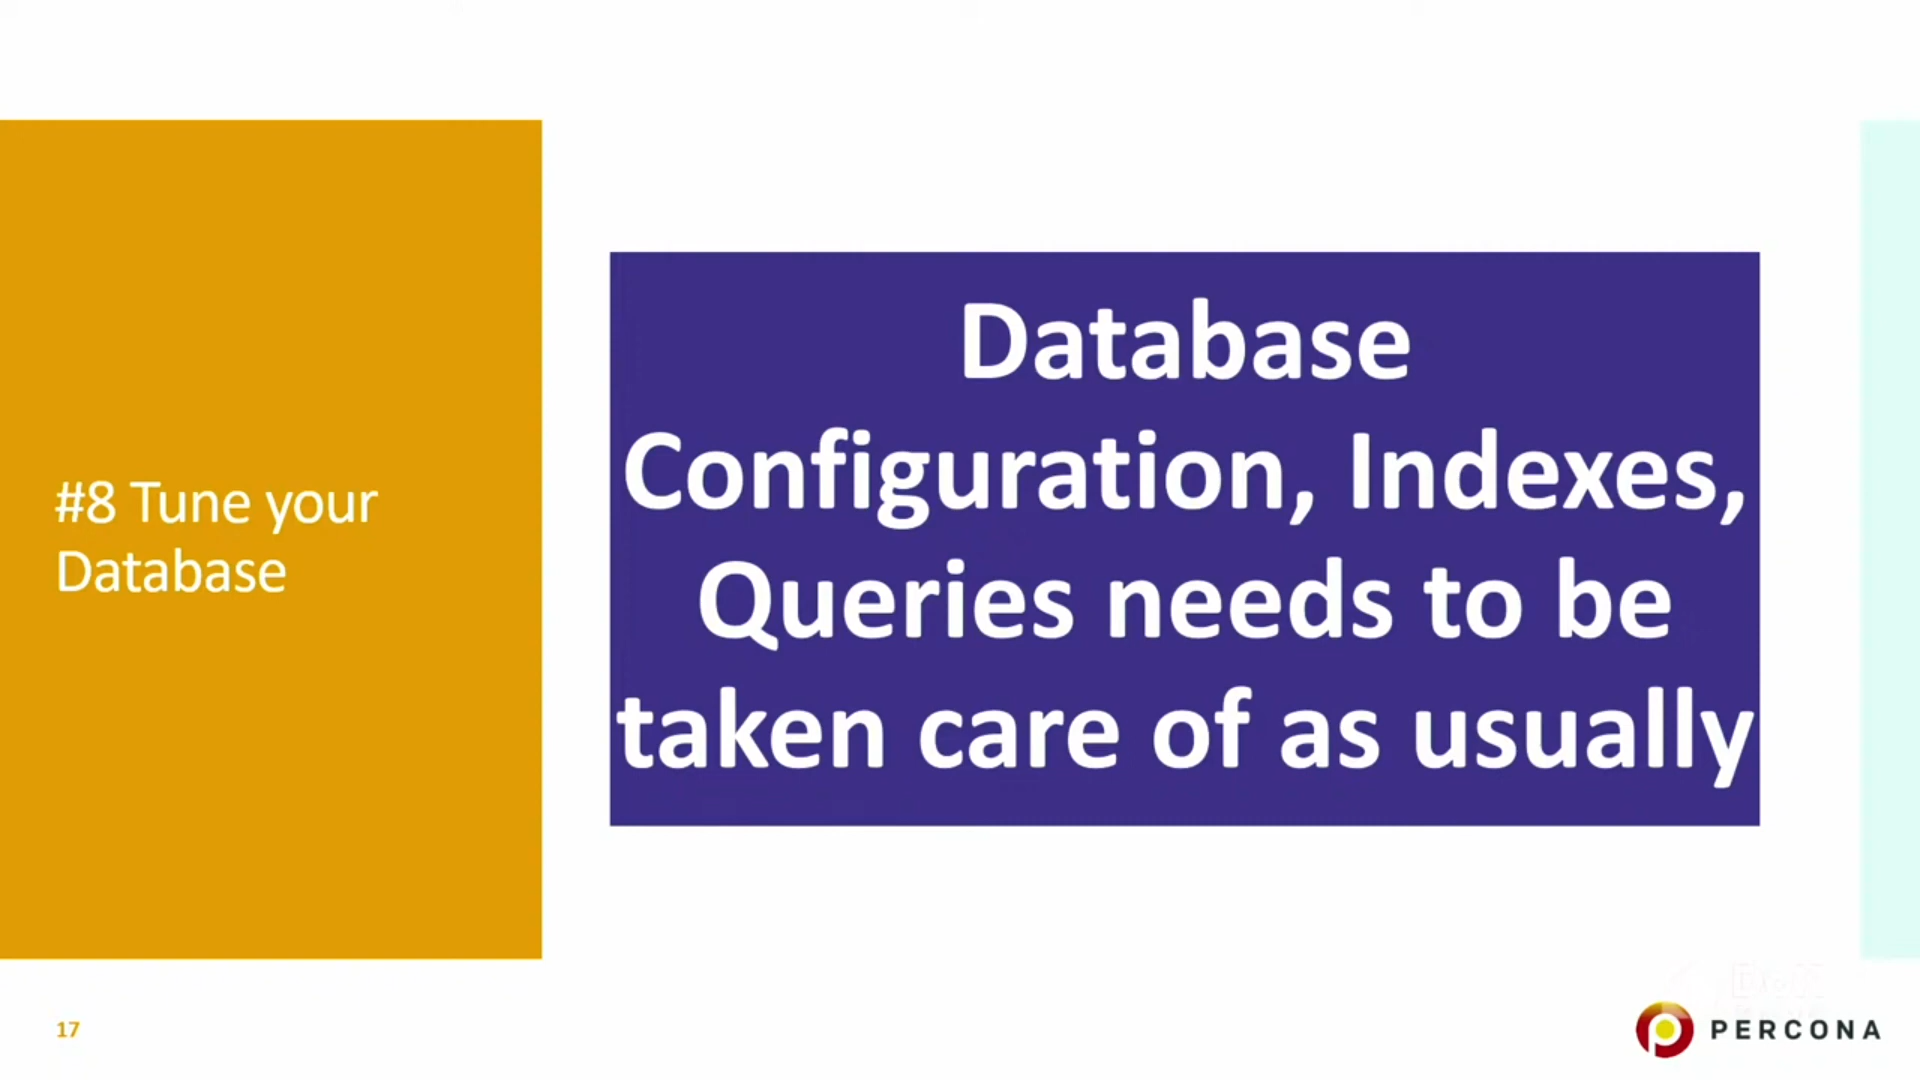 #8 Tune your
Database
Database
Configuration, Indexes,
Queries needs to be
taken care of as usually
17
PERCONA